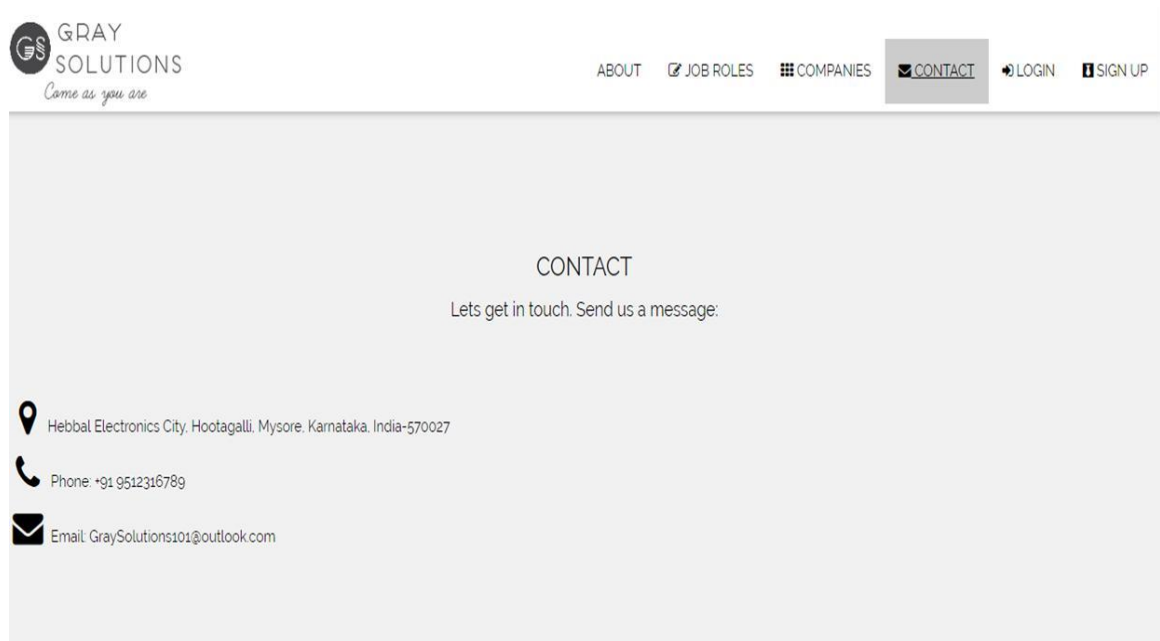 GS
GRAY
SOLUTIONS
Come as you are
ABOUT JOB ROLES COMPANIES CONTACT LOGIN SIGN UP
CONTACT
Lets get in touch. Send us a message:
Hebbal Electronics City, Hootagalli, Mysore, Karnataka, India-570027
Phone: +91 9512316789
Email: GraySolutions101@outlook.com